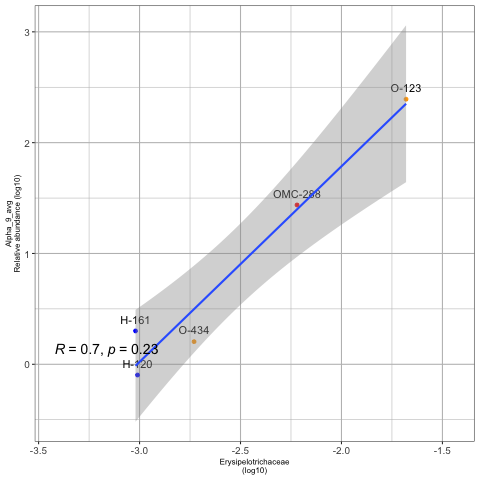 3
2
1
0
O-123
OMC-288
H-161
O-434
R = 0.7, p = 0.23
H-120
-3.5 -3.0 -2.5 -2.0 -1.5
Erysipelotrichaceae
(log10)
Alpha_9_avg
Relative abundance (log10)